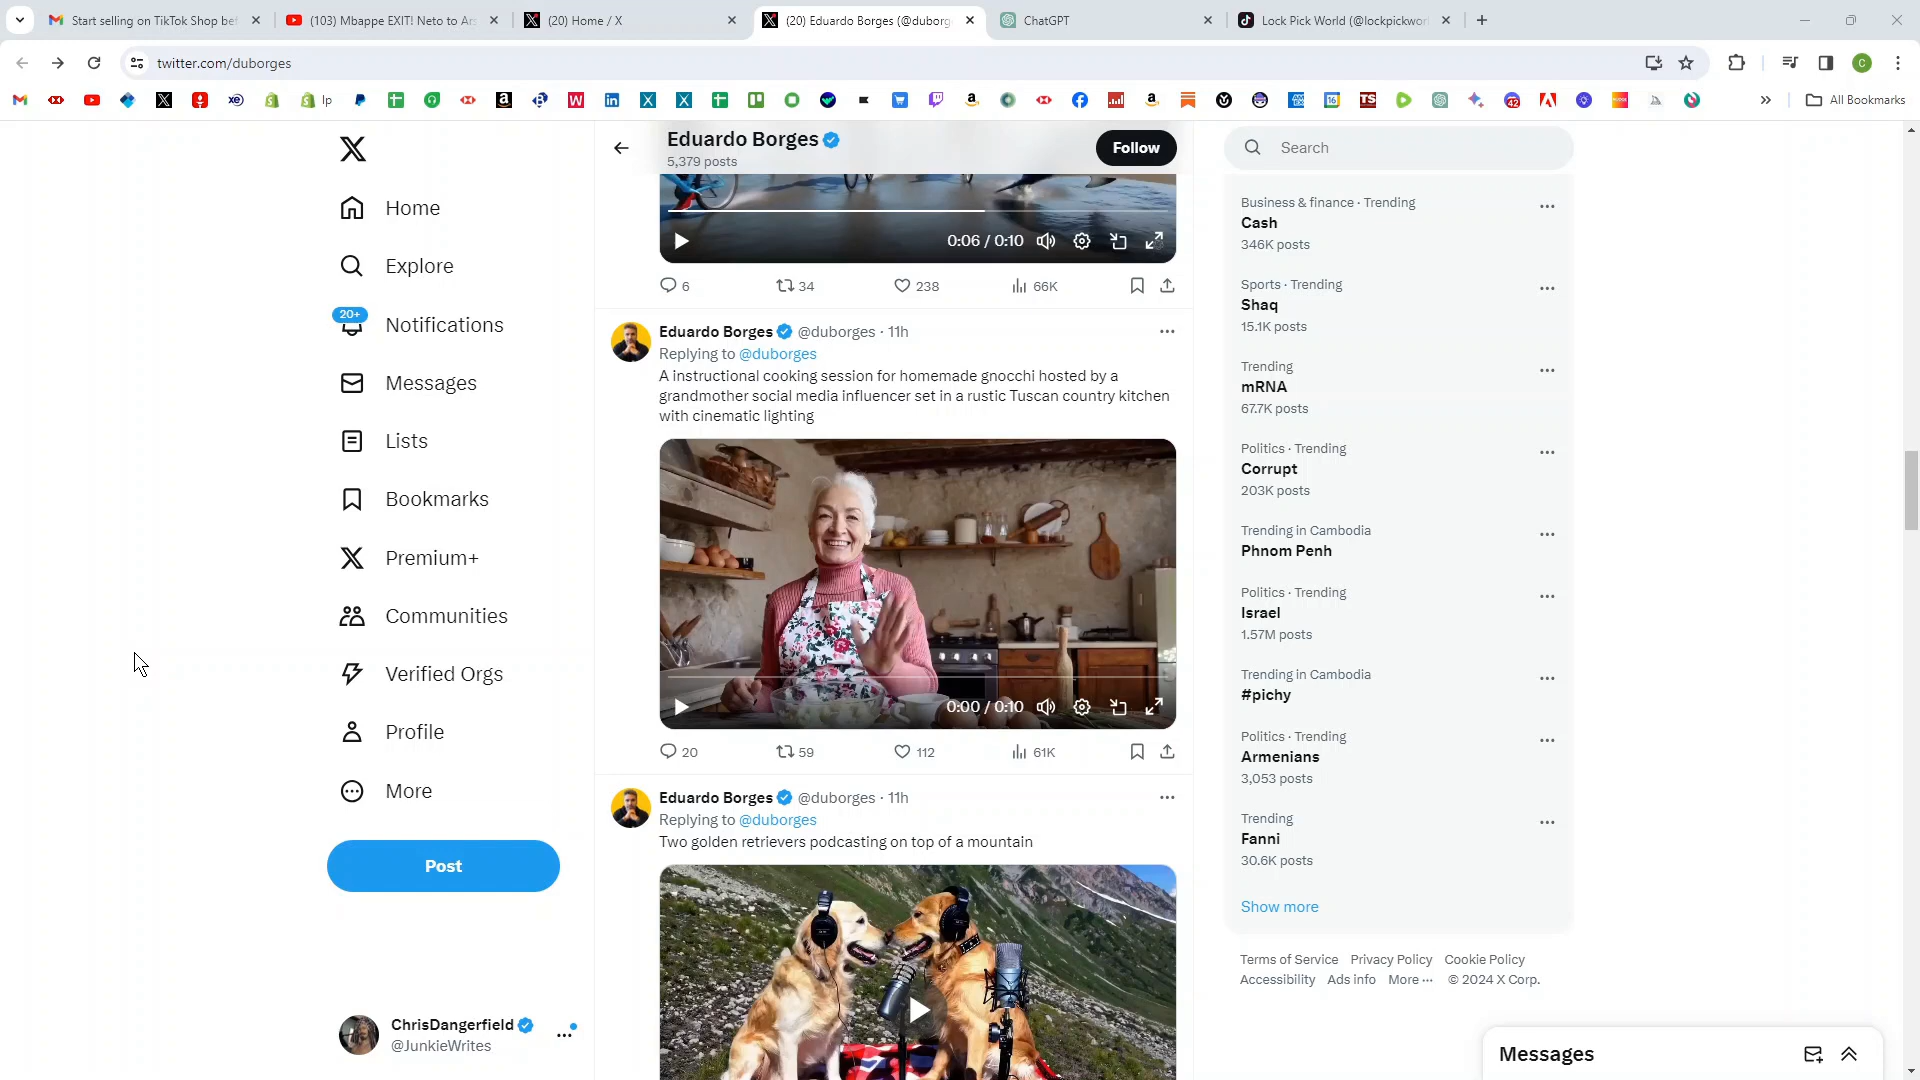 Start selling on TikTok Shop be
(103) Mbappe EXIT! Neto to Ars
(20) Home / X
(20) Eduardo Borges (@duborg
ChatGPT
Lock Pick World (@lockpickwor
twitter.com/duborges
lp
All Bookmarks
Home
Explore
20+
Notifications
Messages
Lists
Bookmarks
Premium+
Communities
Verified Orgs
Profile
More
Post
ChrisDangerfield
@JunkieWrites
Eduardo Borges
5,379 posts
Follow
0:06 / 0:10
6 34 238 66K
Eduardo Borges @duborges · 11h
Replying to @duborges
A instructional cooking session for homemade gnocchi hosted by a
grandmother social media influencer set in a rustic Tuscan country kitchen
with cinematic lighting
0:00 / 0:10
20 59 112 61K
Eduardo Borges @duborges · 11h
Replying to @duborges
Two golden retrievers podcasting on top of a mountain
Search
Business & finance · Trending
Cash
346K posts
Sports · Trending
Shaq
15.1K posts
Trending
mRNA
67.7K posts
Politics · Trending
Corrupt
203K posts
Trending in Cambodia
Phnom Penh
Politics · Trending
Israel
1.57M posts
Trending in Cambodia
#pichy
Politics · Trending
Armenians
3,053 posts
Trending
Fanni
30.6K posts
Show more
Terms of Service Privacy Policy Cookie Policy
Accessibility Ads info More ··· © 2024 X Corp.
Messages